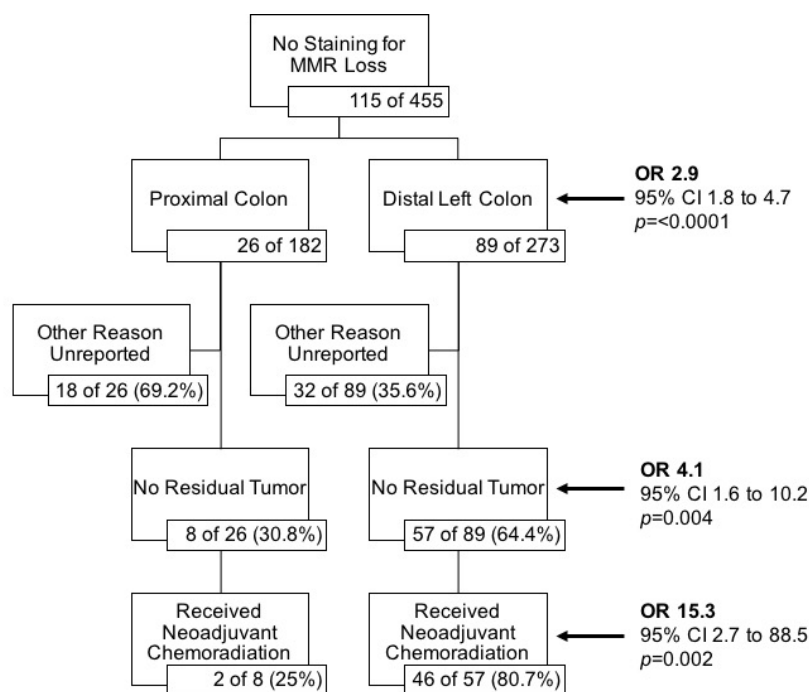 No Staining for
MMR Loss
115 of 455
Proximal Colon
26 of 182
Distal Left Colon
89 of 273
OR 2.9
95% CI 1.8 to 4.7
p=<0.0001
Other Reason
Unreported
18 of 26 (69.2%)
Other Reason
Unreported
32 of 89 (35.6%)
No Residual Tumor
8 of 26 (30.8%)
No Residual Tumor
57 of 89 (64.4%)
OR 4.1
95% CI 1.6 to 10.2
p=0.004
Received
Neoadjuvant
Chemoradiation
2 of 8 (25%)
Received
Neoadjuvant
Chemoradiation
46 of 57 (80.7%)
OR 15.3
95% CI 2.7 to 88.5
p=0.002